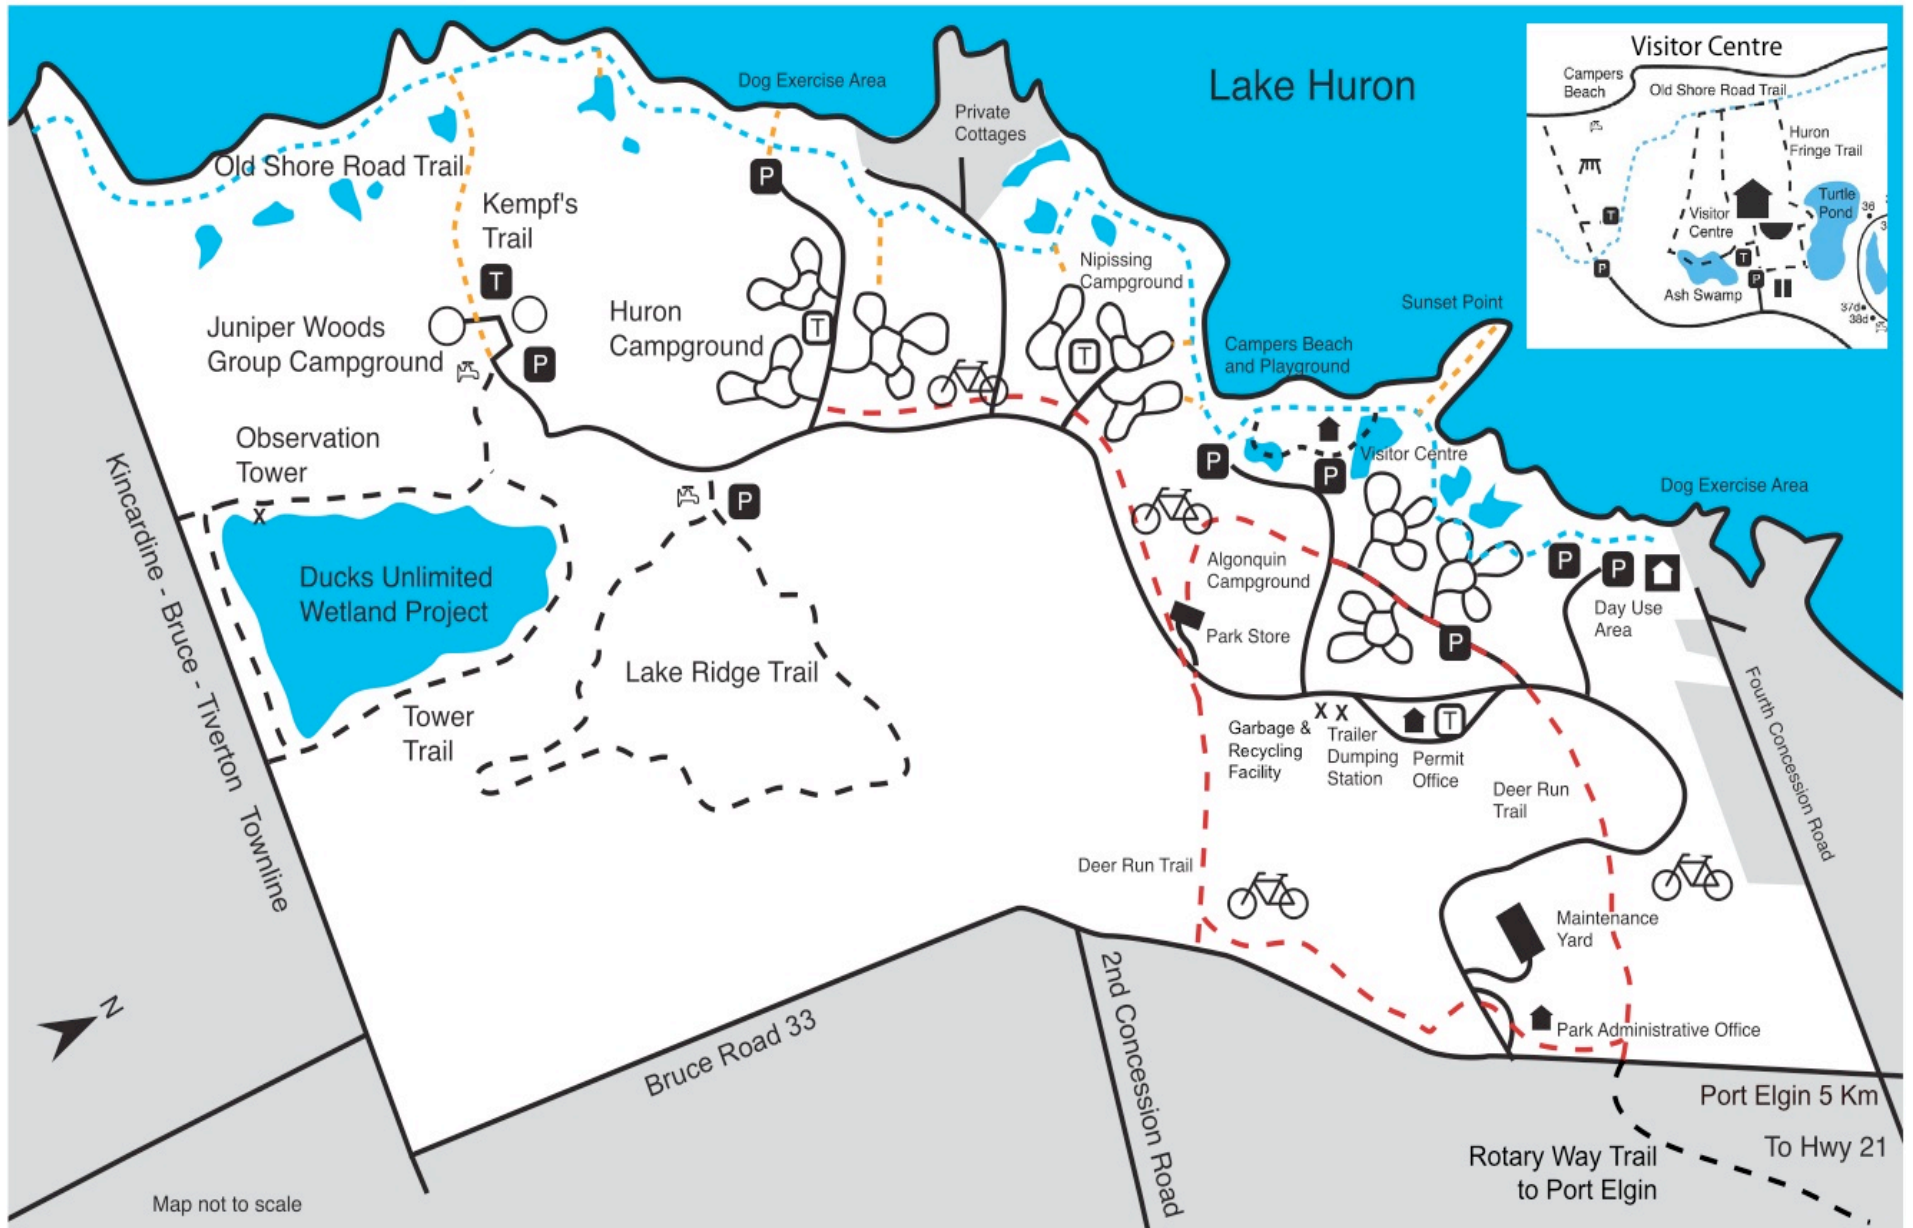 Lake Huron
Dog Exercise Area
Private
Cottages
Old Shore Road Trail
Kempf's
Trail
T
P
Juniper Woods
Group Campground
P
Huron
Campground
T
Nipissing
Campground
T
Sunset Point
Campers Beach
and Playground
Observation
Tower
X
P
P
Visitor Centre
P
Dog Exercise Area
Ducks Unlimited
Wetland Project
Algonquin
Campground
P
P
Day Use
Area
Park Store
P
Lake Ridge Trail
Tower
Trail
X X
T
Garbage &
Recycling
Facility
Trailer
Dumping
Station
Permit
Office
Deer Run
Trail
Deer Run Trail
Maintenance
Yard
Park Administrative Office
Kincardine - Bruce - Tiverton Townline
Fourth Concession Road
Bruce Road 33
2nd Concession Road
N
Port Elgin 5 Km
To Hwy 21
Rotary Way Trail
to Port Elgin
Map not to scale
Visitor Centre
Campers
Beach
Old Shore Road Trail
Huron
Fringe Trail
T
Visitor
Centre
Turtle
Pond
36
T
P
P
Ash Swamp
37d
38d